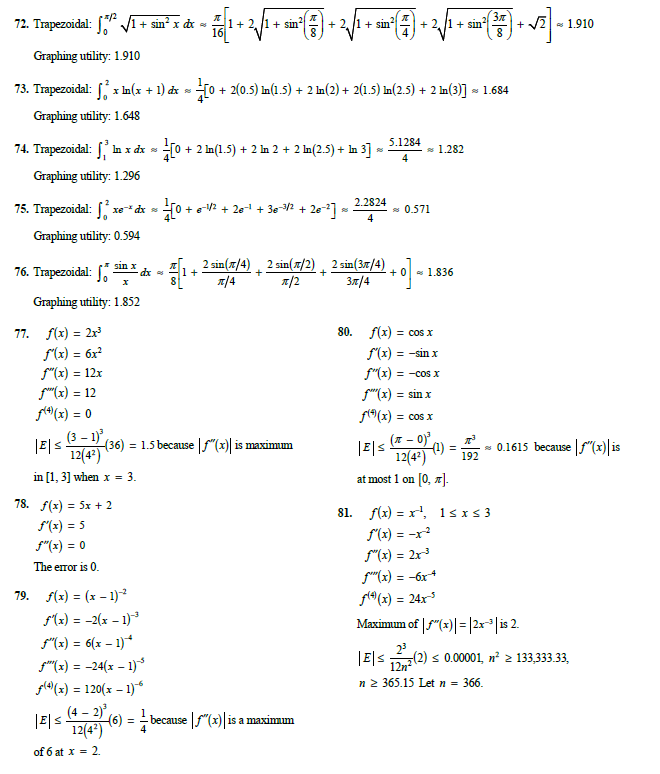 72. Trapezoidal: ∫₀^(π/2) √(1 + sin² x) dx ≈ π/16[1 + 2√(1 + sin²(π/8)) + 2√(1 + sin²(π/4)) + 2√(1 + sin²(3π/8)) + √2] ≈ 1.910
Graphing utility: 1.910
73. Trapezoidal: ∫₀² x ln(x + 1) dx ≈ 1/4[0 + 2(0.5) ln(1.5) + 2 ln(2) + 2(1.5) ln(2.5) + 2 ln(3)] ≈ 1.684
Graphing utility: 1.648
74. Trapezoidal: ∫₁³ ln x dx ≈ 1/4[0 + 2 ln(1.5) + 2 ln 2 + 2 ln(2.5) + ln 3] ≈ 5.1284/4 ≈ 1.282
Graphing utility: 1.296
75. Trapezoidal: ∫₀² xe⁻ˣ dx ≈ 1/4[0 + e^(-1/2) + 2e⁻¹ + 3e^(-3/2) + 2e⁻²] ≈ 2.2824/4 ≈ 0.571
Graphing utility: 0.594
76. Trapezoidal: ∫₀^π sin x/x dx ≈ π/8[1 + 2 sin(π/4)/(π/4) + 2 sin(π/2)/(π/2) + 2 sin(3π/4)/(3π/4) + 0] ≈ 1.836
Graphing utility: 1.852
77. f(x) = 2x³
f′(x) = 6x²
f″(x) = 12x
f‴(x) = 12
f⁽⁴⁾(x) = 0
|E| ≤ (3 − 1)³/12(4²) (36) = 1.5 because |f″(x)| is maximum
in [1, 3] when x = 3.
78. f(x) = 5x + 2
f′(x) = 5
f″(x) = 0
The error is 0.
79. f(x) = (x − 1)⁻²
f′(x) = −2(x − 1)⁻³
f″(x) = 6(x − 1)⁻⁴
f‴(x) = −24(x − 1)⁻⁵
f⁽⁴⁾(x) = 120(x − 1)⁻⁶
|E| ≤ (4 − 2)³/12(4²) (6) = 1/4 because |f″(x)| is a maximum
of 6 at x = 2.
80. f(x) = cos x
f′(x) = −sin x
f″(x) = −cos x
f‴(x) = sin x
f⁽⁴⁾(x) = cos x
|E| ≤ (π − 0)³/12(4²) (1) = π³/192 ≈ 0.1615 because |f″(x)| is
at most 1 on [0, π].
81. f(x) = x⁻¹, 1 ≤ x ≤ 3
f′(x) = −x⁻²
f″(x) = 2x⁻³
f‴(x) = −6x⁻⁴
f⁽⁴⁾(x) = 24x⁻⁵
Maximum of |f″(x)| = |2x⁻³| is 2.
|E| ≤ 2³/12n² (2) ≤ 0.00001, n² ≥ 133,333.33,
n ≥ 365.15 Let n = 366.